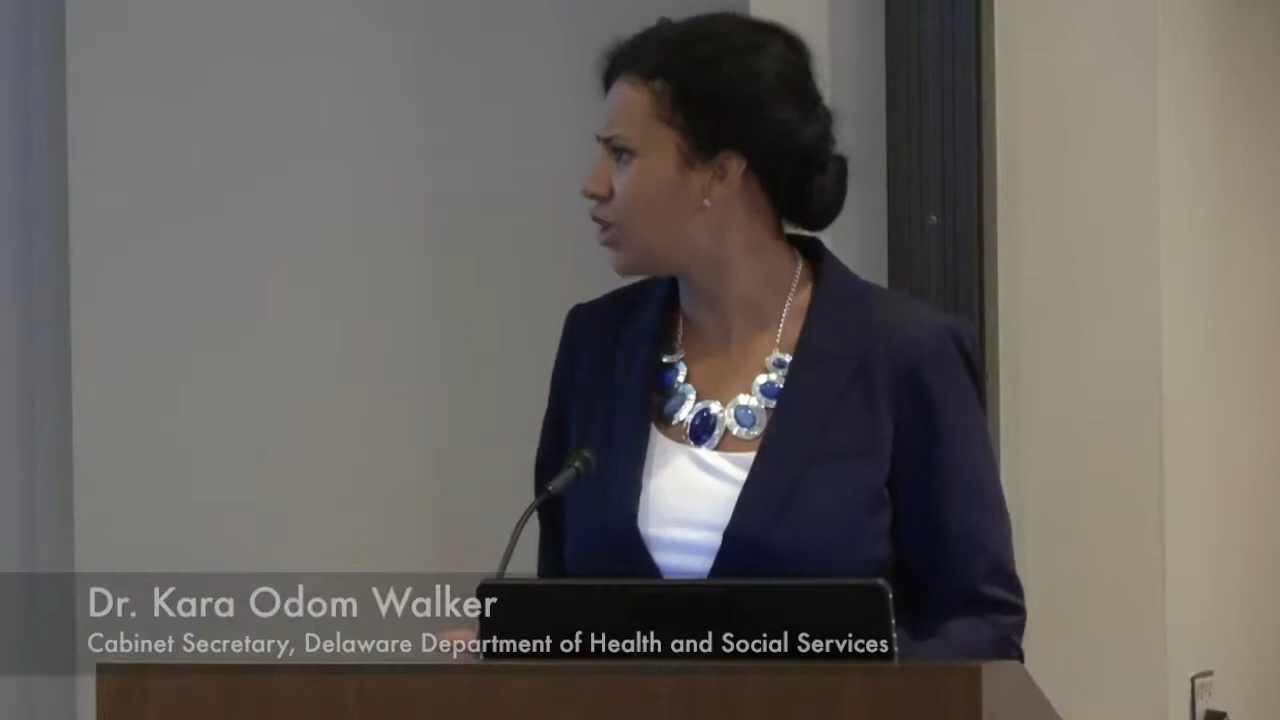 Dr. Kara Odom Walker
Cabinet Secretary, Delaware Department of Health and Social Services